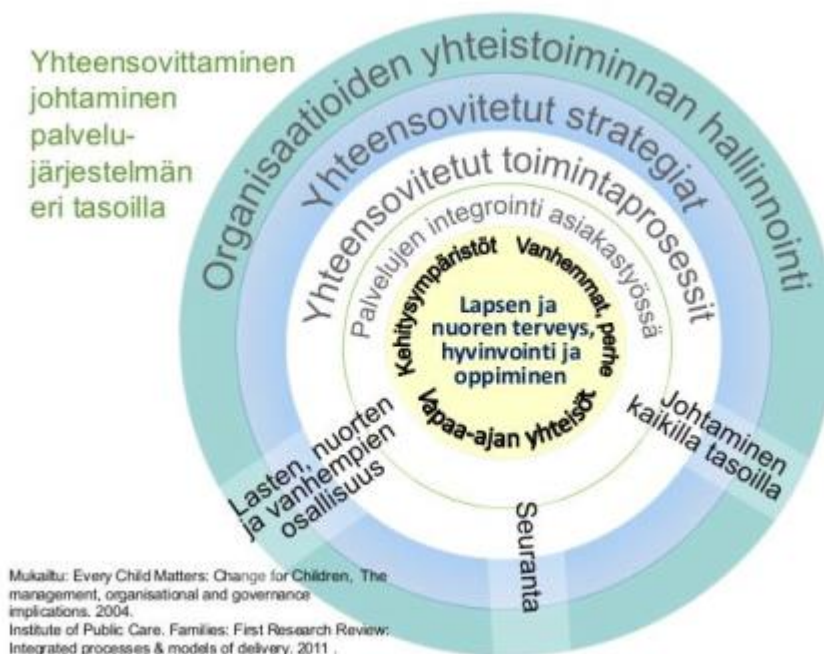 Yhteensovittaminen
johtaminen
palvelu-
järjestelmän
eri tasoilla
Organisaatioiden yhteistoiminnan hallinnointi
Yhteensovitetut strategiat
Yhteensovitetut toimintaprosessit
Palvelujen integrointi asiakastyössä
Kehitysympäristöt
Vanhemmat, perhe
Lapsen ja
nuoren terveys,
hyvinvointi ja
oppiminen
Vapaa-ajan yhteisöt
Lasten, nuorten
ja vanhempien
osallisuus
Seuranta
Johtaminen
kaikilla tasoilla
Mukailtu: Every Child Matters: Change for Children, The
management, organisational and governance
implications. 2004.
Institute of Public Care. Families: First Research Review:
Integrated processes & models of delivery. 2011 .